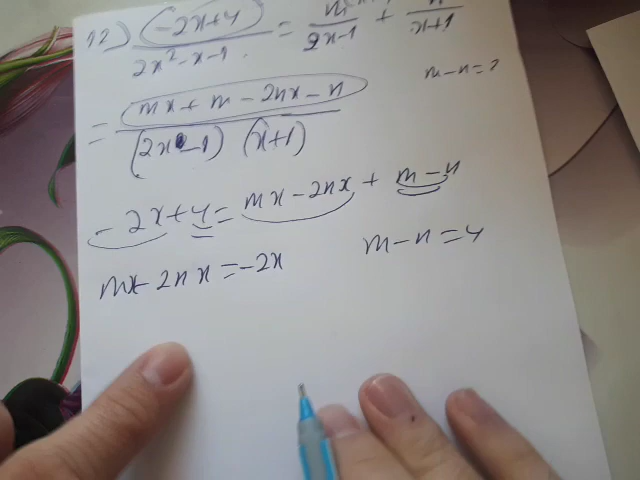 12) (-2x+4) / 2x²-x-1 = m / 2x-1 + n / x+1
m-n=?
= mx+m-2nx-n / (2x-1) (x+1)
-2x+4 = mx-2nx + m-n
mx-2nx=-2x
m-n=4